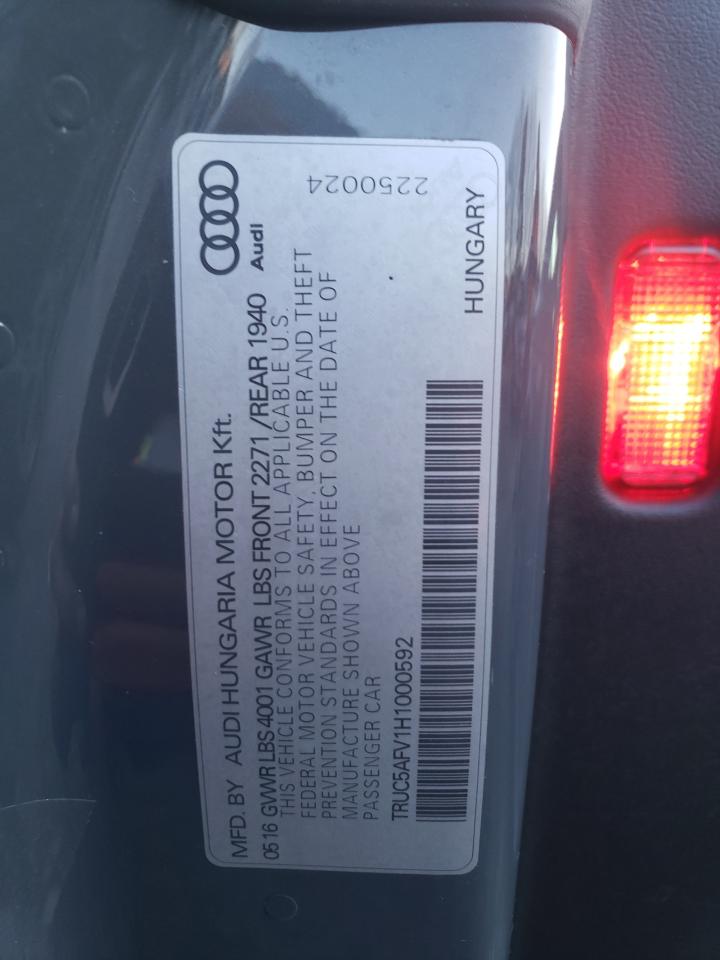 MFD. BY AUDI HUNGARIA MOTOR Kft.
Audi
0516 GVWR LBS 4001 GAWR LBS FRONT 2271 /REAR 1940
THIS VEHICLE CONFORMS TO ALL APPLICABLE U.S.
FEDERAL MOTOR VEHICLE SAFETY, BUMPER AND THEFT
PREVENTION STANDARDS IN EFFECT ON THE DATE OF
MANUFACTURE SHOWN ABOVE
PASSENGER CAR
TRUC5AFV1H1000592
HUNGARY
2250024